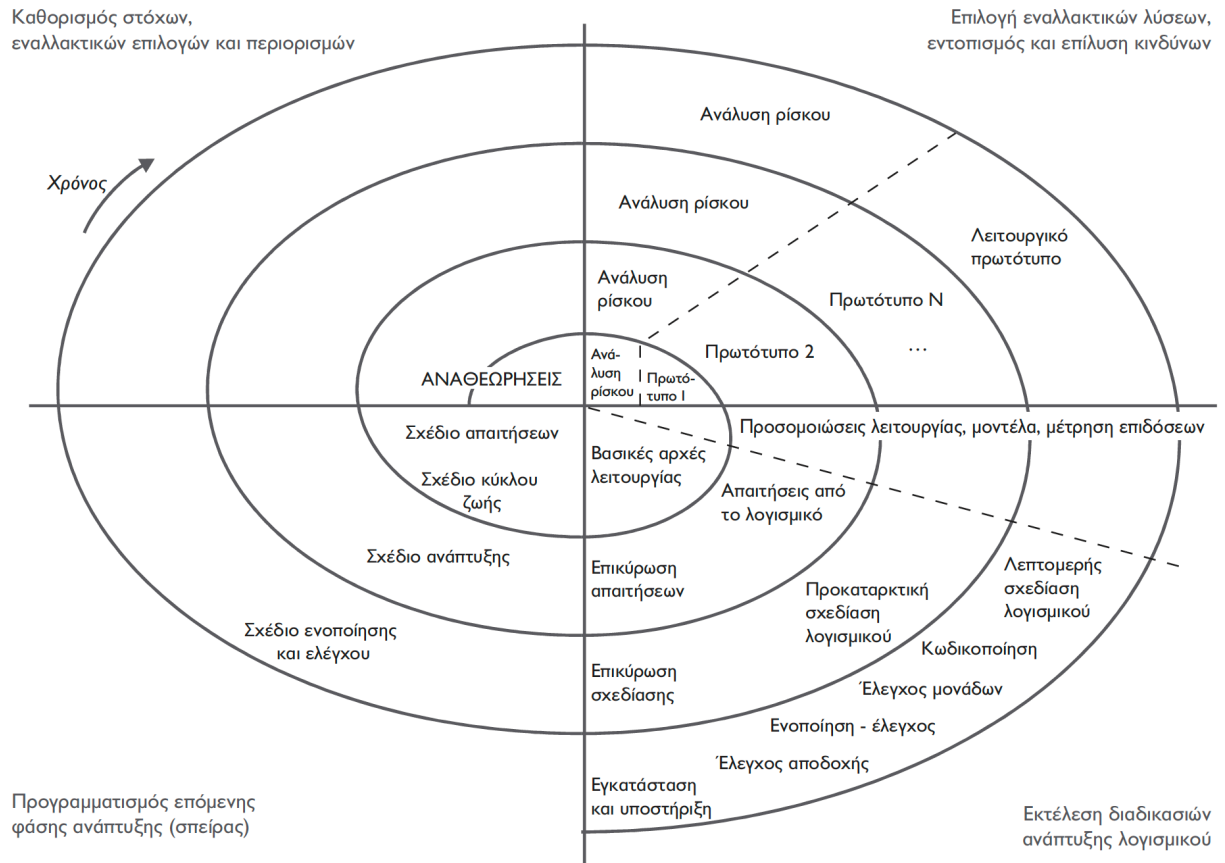 Καθορισμός στόχων,
εναλλακτικών επιλογών και περιορισμών
Επιλογή εναλλακτικών λύσεων,
εντοπισμός και επίλυση κινδύνων
Χρόνος
Ανάλυση ρίσκου
Ανάλυση ρίσκου
Ανάλυση
ρίσκου
Ανά-
λυση
ρίσκου
Πρωτό-
τυπο 1
Πρωτότυπο 2
Πρωτότυπο Ν
...
Λειτουργικό
πρωτότυπο
ΑΝΑΘΕΩΡΗΣΕΙΣ
Προσομοιώσεις λειτουργίας, μοντέλα, μέτρηση επιδόσεων
Σχέδιο απαιτήσεων
Σχέδιο κύκλου
ζωής
Σχέδιο ανάπτυξης
Σχέδιο ενοποίησης
και ελέγχου
Βασικές αρχές
λειτουργίας
Απαιτήσεις από
το λογισμικό
Επικύρωση
απαιτήσεων
Προκαταρκτική
σχεδίαση
λογισμικού
Λεπτομερής
σχεδίαση
λογισμικού
Κωδικοποίηση
Επικύρωση
σχεδίασης
Έλεγχος μονάδων
Ενοποίηση - έλεγχος
Έλεγχος αποδοχής
Εγκατάσταση
και υποστήριξη
Προγραμματισμός επόμενης
φάσης ανάπτυξης (σπείρας)
Εκτέλεση διαδικασιών
ανάπτυξης λογισμικού